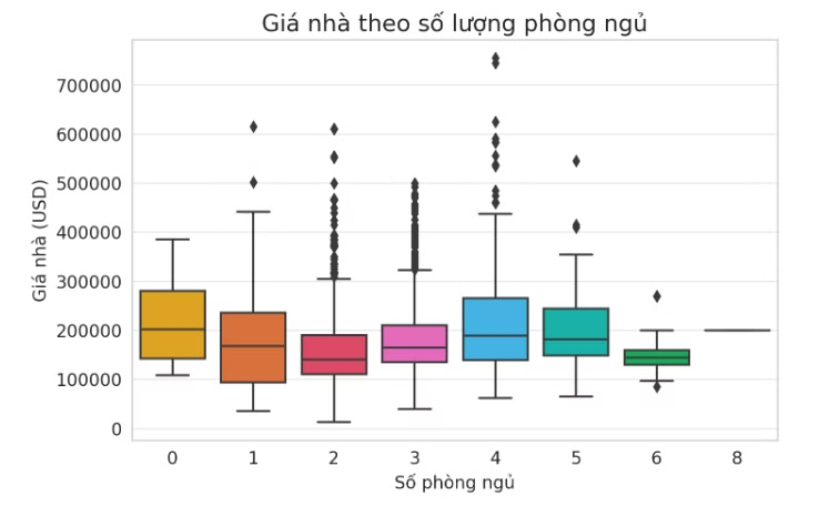 Giá nhà theo số lượng phòng ngủ
Giá nhà (USD)
700000
600000
500000
400000
300000
200000
100000
0
0 1 2 3 4 5 6 8
Số phòng ngủ